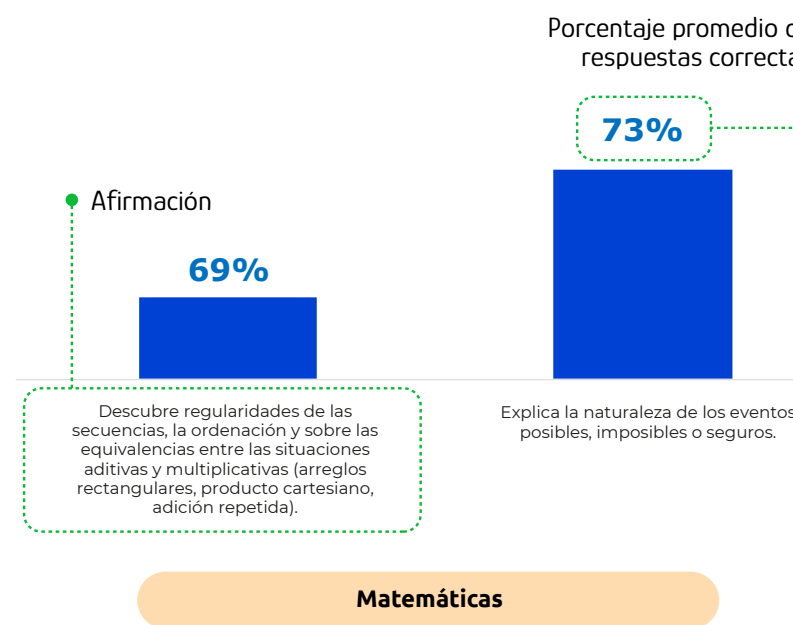 Porcentaje promedio
respuestas
73%
Afirmación
69%
Descubre regularidades de las
secuencias, la ordenación y sobre las
equivalencias entre las situaciones
aditivas y multiplicativas (arreglos
rectangulares, producto cartesiano,
adición repetida).
Explica la naturaleza de los eventos
posibles, imposibles o seguros.
Matemáticas